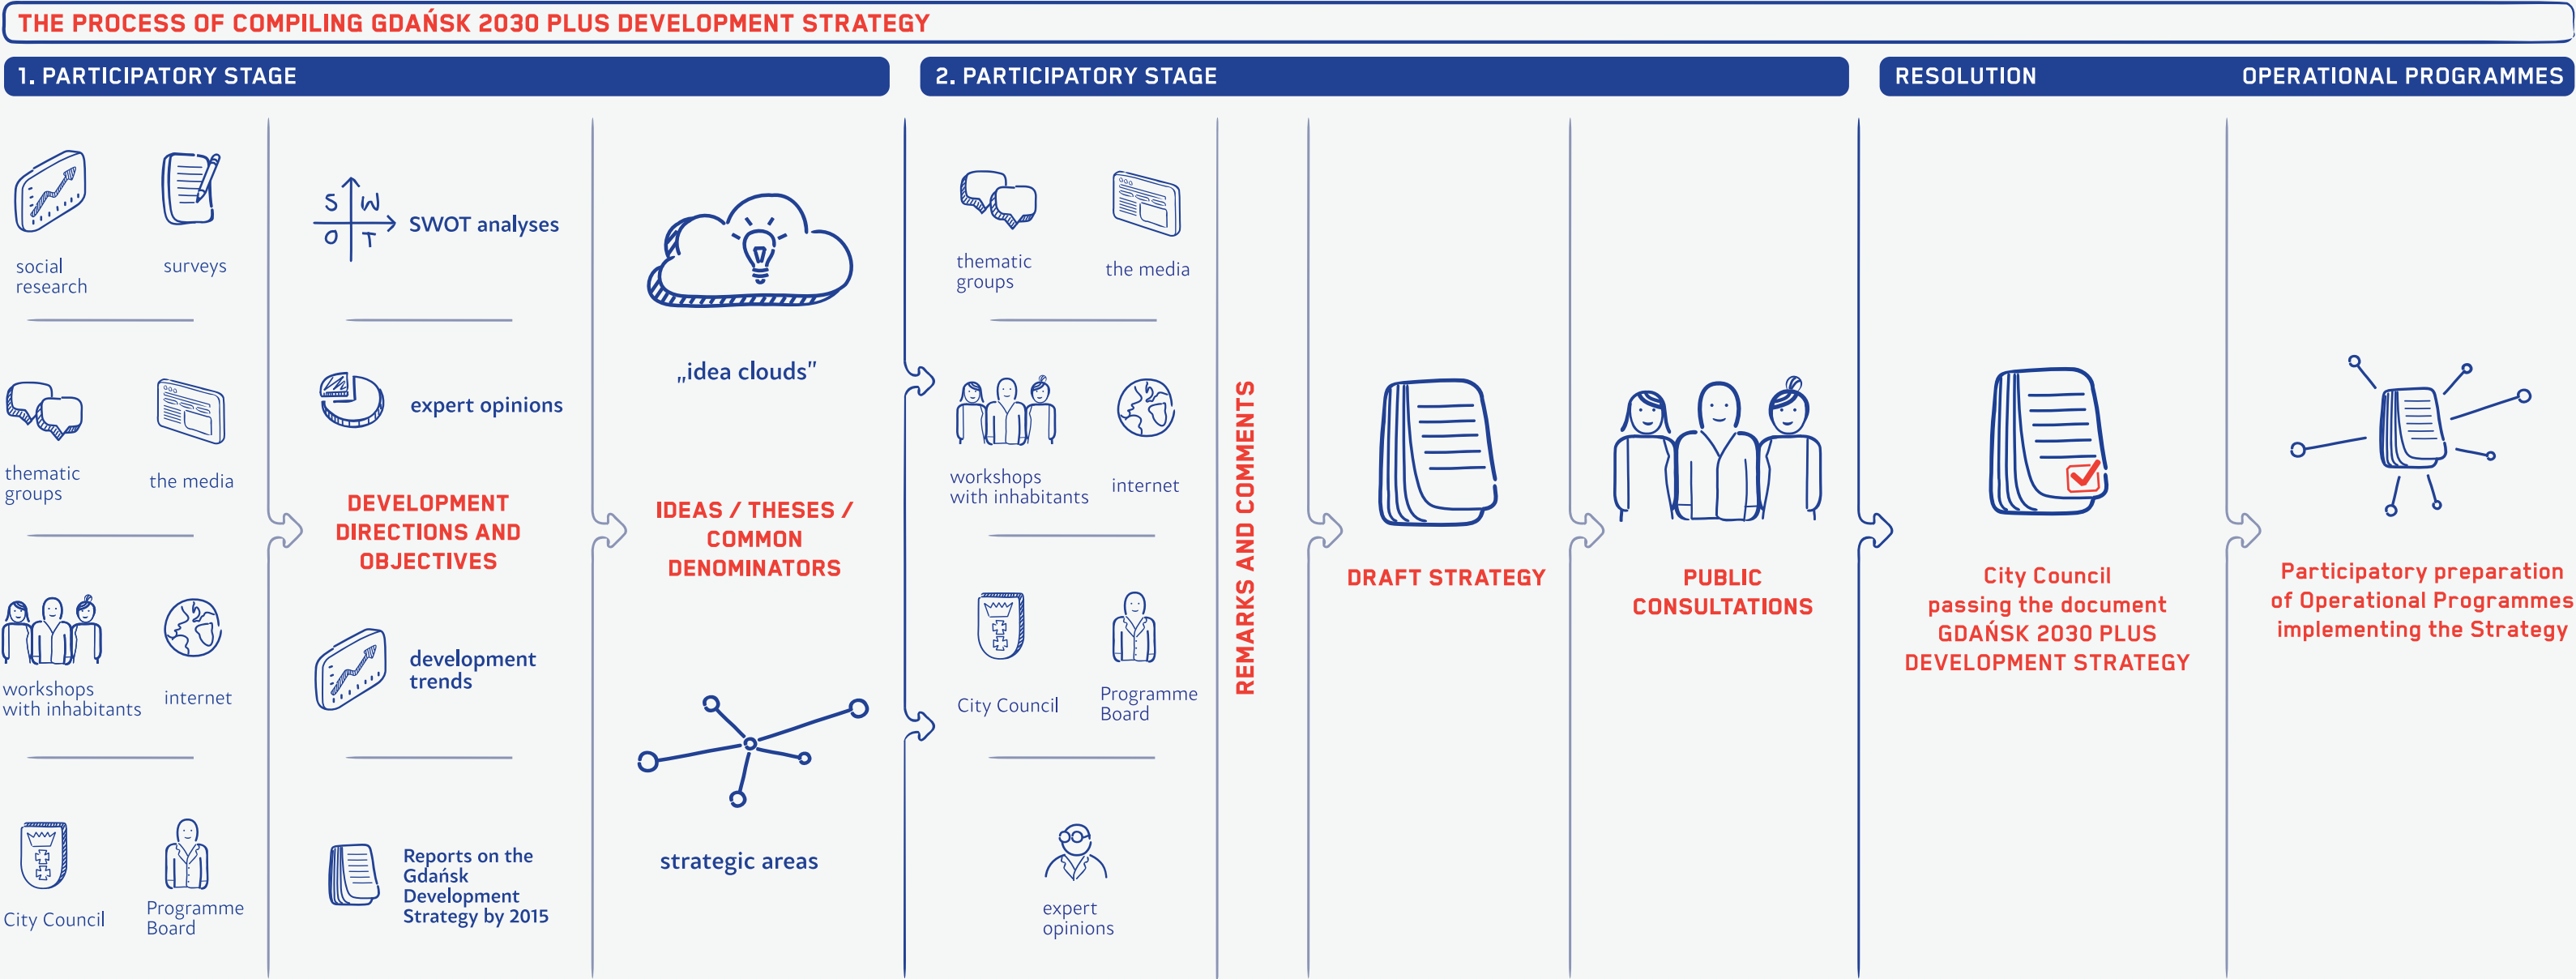 THE PROCESS OF COMPILING GDAŃSK 2030 PLUS DEVELOPMENT STRATEGY
1. PARTICIPATORY STAGE
social
research
surveys
thematic
groups
the media
workshops
with inhabitants
internet
City Council
Programme
Board
S W
O T
SWOT analyses
expert opinions
DEVELOPMENT
DIRECTIONS AND
OBJECTIVES
development
trends
Reports on the
Gdańsk
Development
Strategy by 2015
„idea clouds”
IDEAS / THESES /
COMMON
DENOMINATORS
strategic areas
2. PARTICIPATORY STAGE
thematic
groups
the media
workshops
with inhabitants
internet
City Council
Programme
Board
expert
opinions
REMARKS AND COMMENTS
DRAFT STRATEGY
PUBLIC
CONSULTATIONS
RESOLUTION
City Council
passing the document
GDAŃSK 2030 PLUS
DEVELOPMENT STRATEGY
OPERATIONAL PROGRAMMES
Participatory preparation
of Operational Programmes
implementing the Strategy